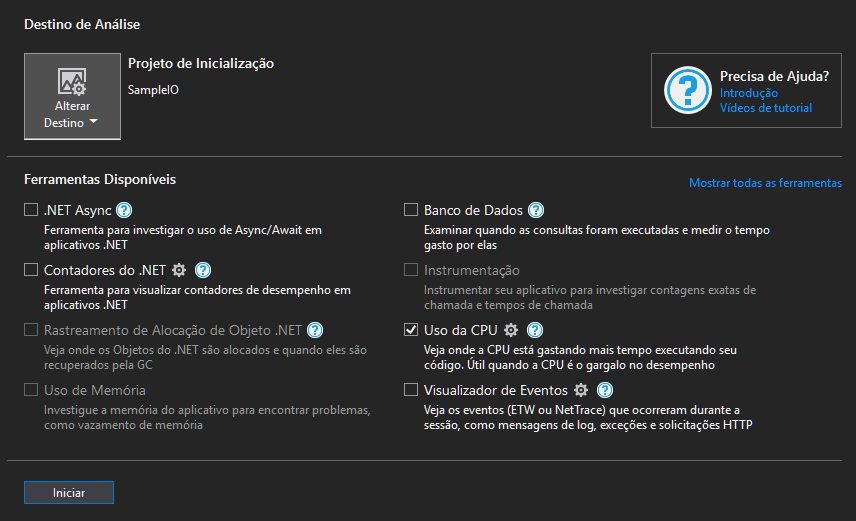 Destino de Análise
Alterar
Destino
Projeto de Inicialização
SampleIO
Precisa de Ajuda?
Introdução
Vídeos de tutorial
Ferramentas Disponíveis
Mostrar todas as ferramentas
.NET Async
Ferramenta para investigar o uso de Async/Await em
aplicativos .NET
Banco de Dados
Examinar quando as consultas foram executadas e medir o tempo
gasto por elas
Contadores do .NET
Ferramenta para visualizar contadores de desempenho em
aplicativos .NET
Instrumentação
Instrumentar seu aplicativo para investigar contagens exatas de
chamada e tempos de chamada
Rastreamento de Alocação de Objeto .NET
Veja onde os Objetos do .NET são alocados e quando eles são
recuperados pela GC
Uso da CPU
Veja onde a CPU está gastando mais tempo executando seu
código. Útil quando a CPU é o gargalo no desempenho
Uso de Memória
Investigue a memória do aplicativo para encontrar problemas,
como vazamento de memória
Visualizador de Eventos
Veja os eventos (ETW ou NetTrace) que ocorreram durante a
sessão, como mensagens de log, exceções e solicitações HTTP
Iniciar